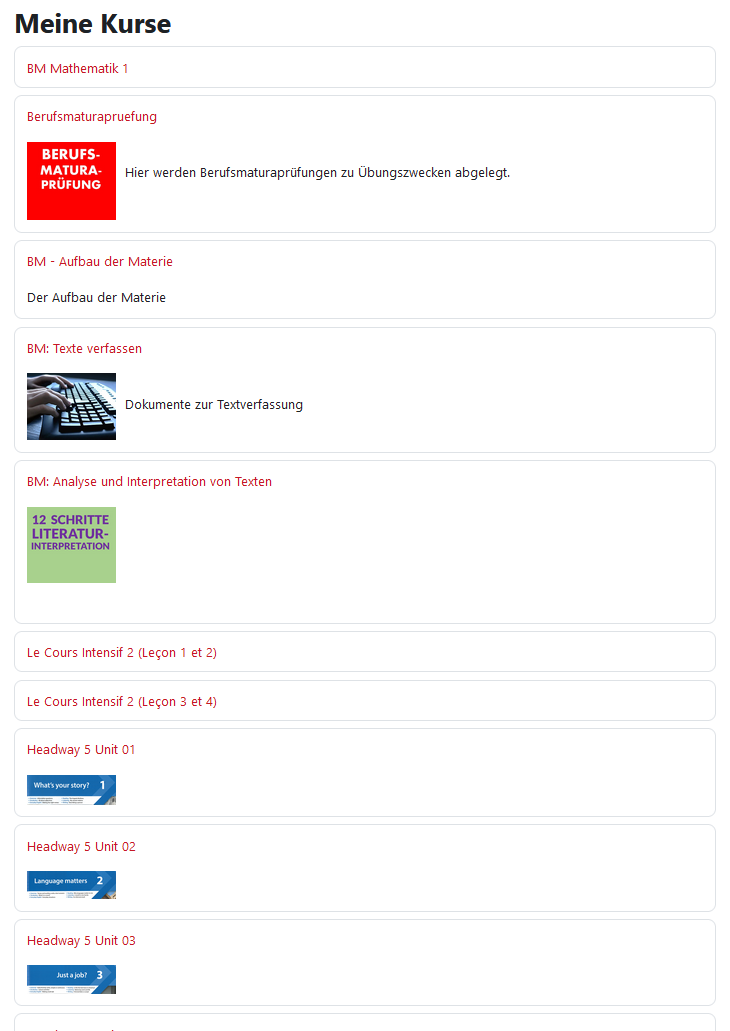 Meine Kurse
BM Mathematik 1
Berufsmaturapruefung
BERUFS-
MATURA-
PRÜFUNG
Hier werden Berufsmaturaprüfungen zu Übungszwecken abgelegt.
BM - Aufbau der Materie
Der Aufbau der Materie
BM: Texte verfassen
Dokumente zur Textverfassung
BM: Analyse und Interpretation von Texten
12 SCHRITTE
LITERATUR-
INTERPRETATION
Le Cours Intensif 2 (Leçon 1 et 2)
Le Cours Intensif 2 (Leçon 3 et 4)
Headway 5 Unit 01
What's your story? 1
Headway 5 Unit 02
Language matters 2
Headway 5 Unit 03
Just a job? 3